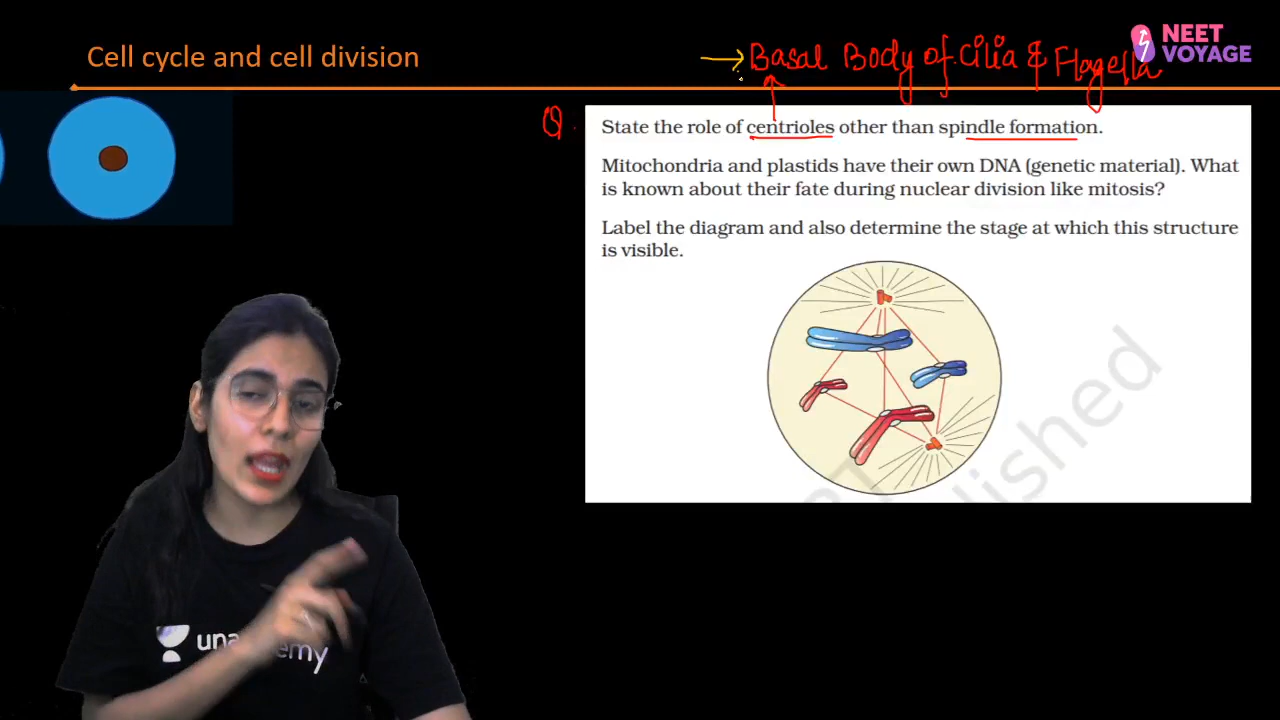 Cell cycle and cell division
→ Basal Body of Cilia & Flagella
NEET
VOYAGE
Q.
State the role of centrioles other than spindle formation.
Mitochondria and plastids have their own DNA (genetic material). What
is known about their fate during nuclear division like mitosis?
Label the diagram and also determine the stage at which this structure
is visible.